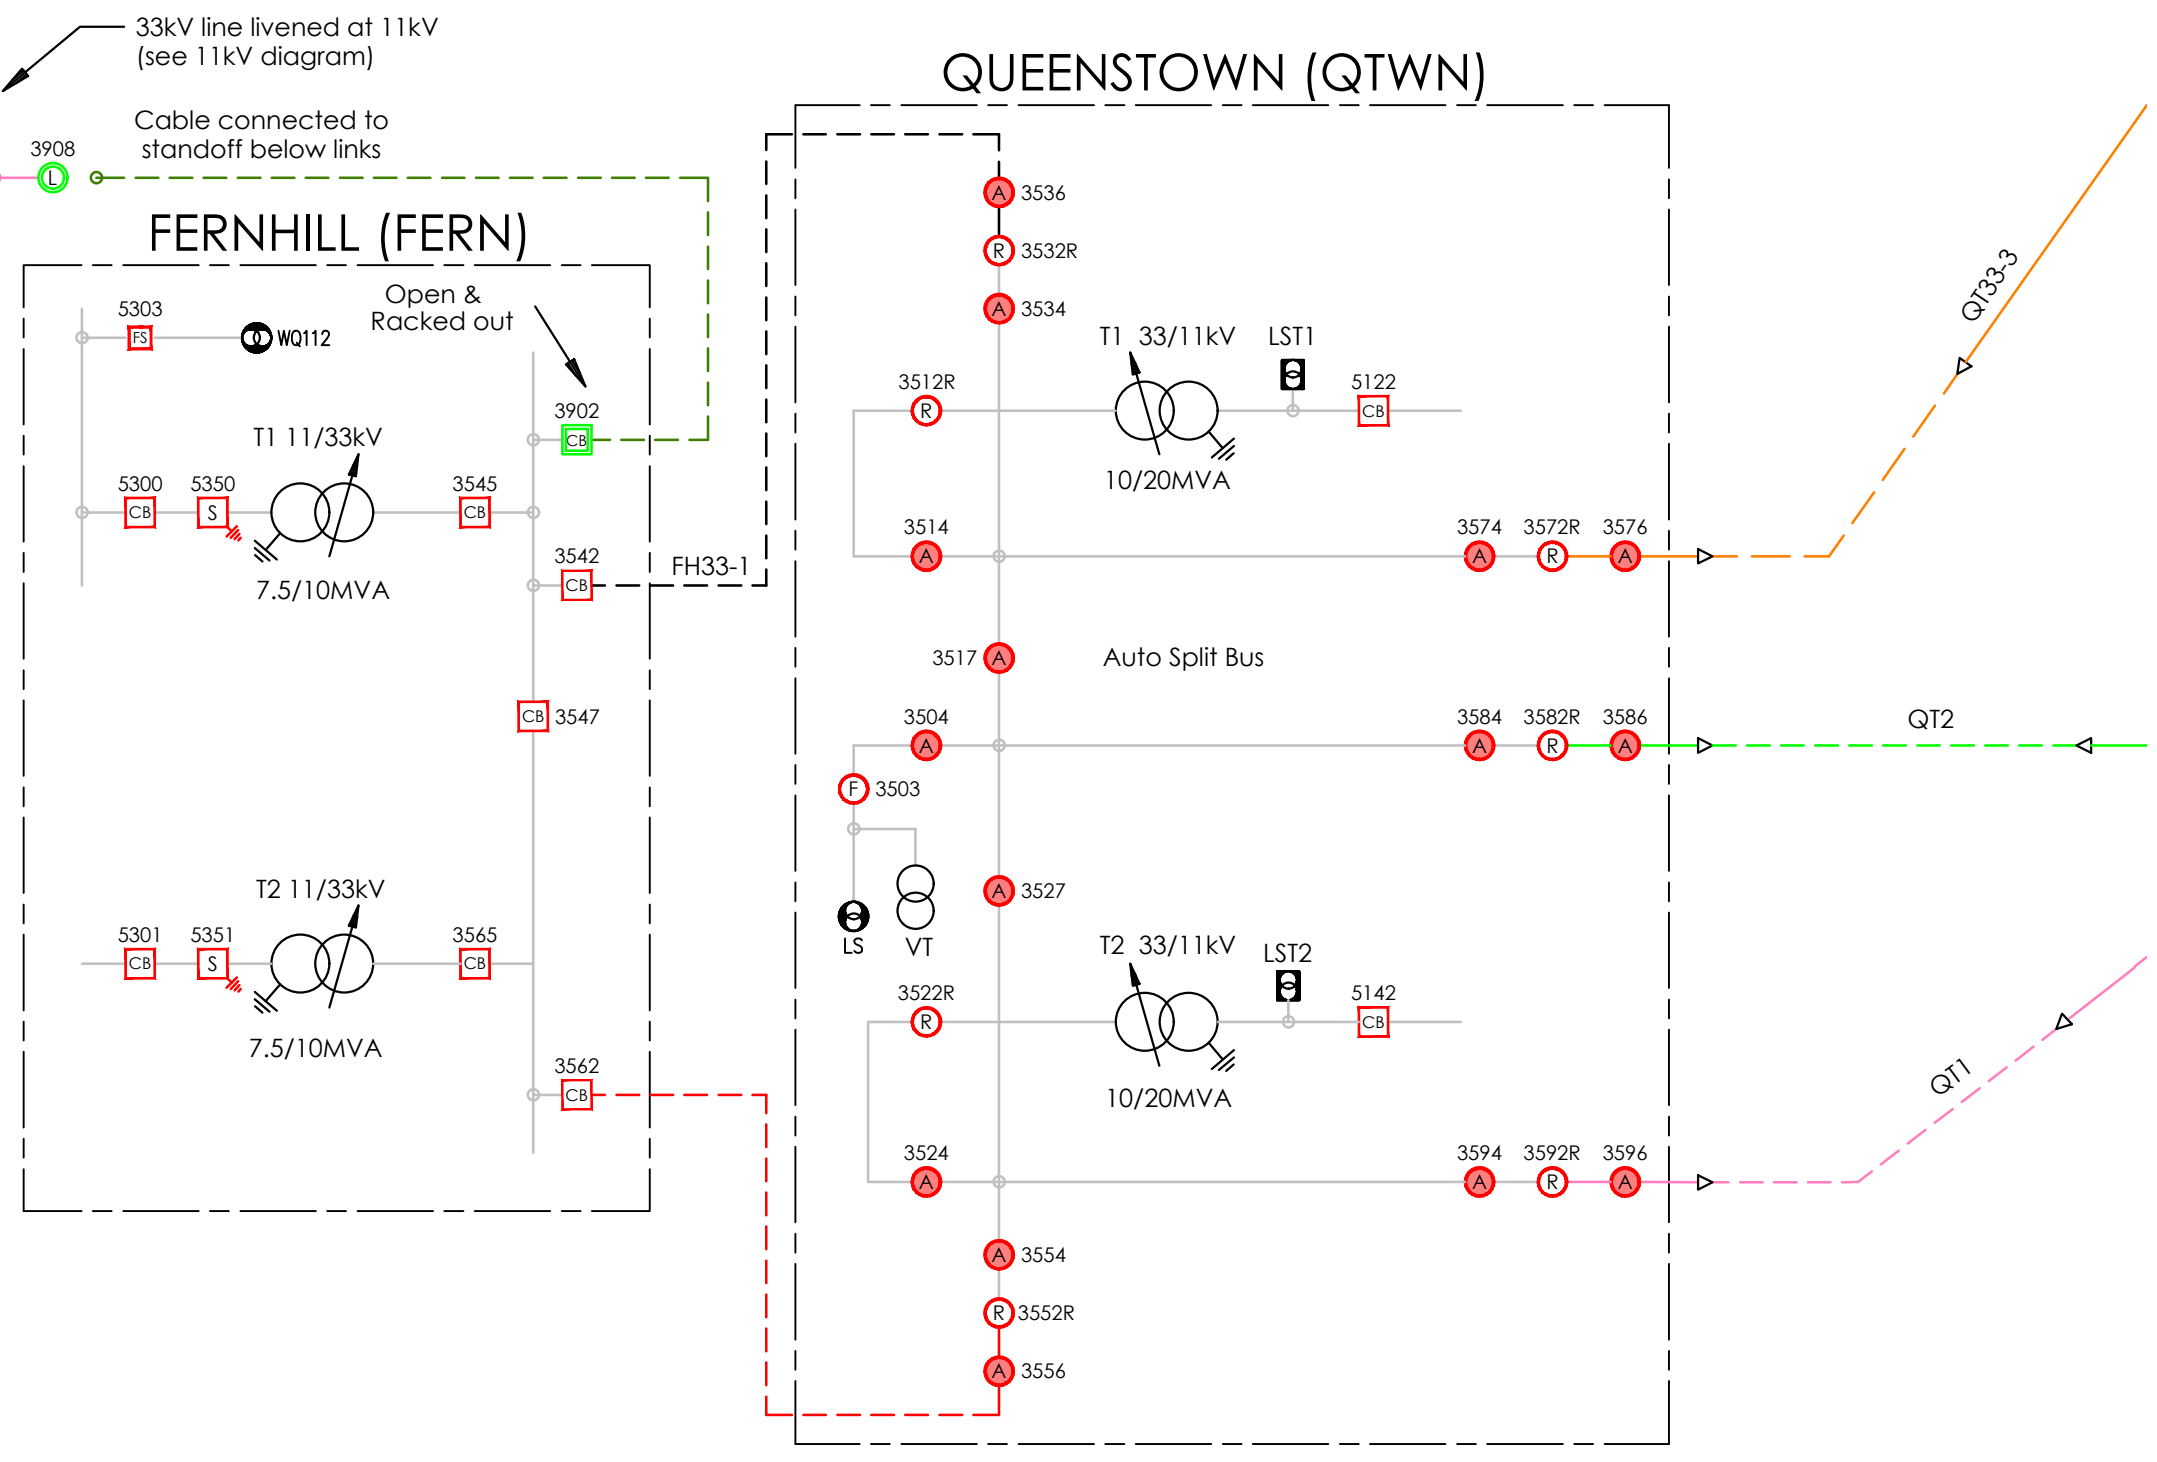 33kV line livened at 11kV
(see 11kV diagram)
Cable connected to
standoff below links
3908
L
FERNHILL (FERN)
Open &
Racked out
5303
FS
WQ112
3902
CB
T1 11/33kV
5300
CB
5350
S
3545
CB
7.5/10MVA
3542
CB
FH33-1
CB
3547
T2 11/33kV
5301
CB
5351
S
3565
CB
7.5/10MVA
3562
CB
QUEENSTOWN (QTWN)
A
3536
R
3532R
A
3534
T1 33/11kV
LST1
3512R
R
5122
CB
10/20MVA
3514
A
3574
A
3572R
R
3576
A
QT33-3
3517
A
Auto Split Bus
3504
A
3584
A
3582R
R
3586
A
QT2
F
3503
LS
VT
A
3527
T2 33/11kV
LST2
3522R
R
5142
CB
10/20MVA
3524
A
3594
A
3592R
R
3596
A
QT1
A
3554
R
3552R
A
3556